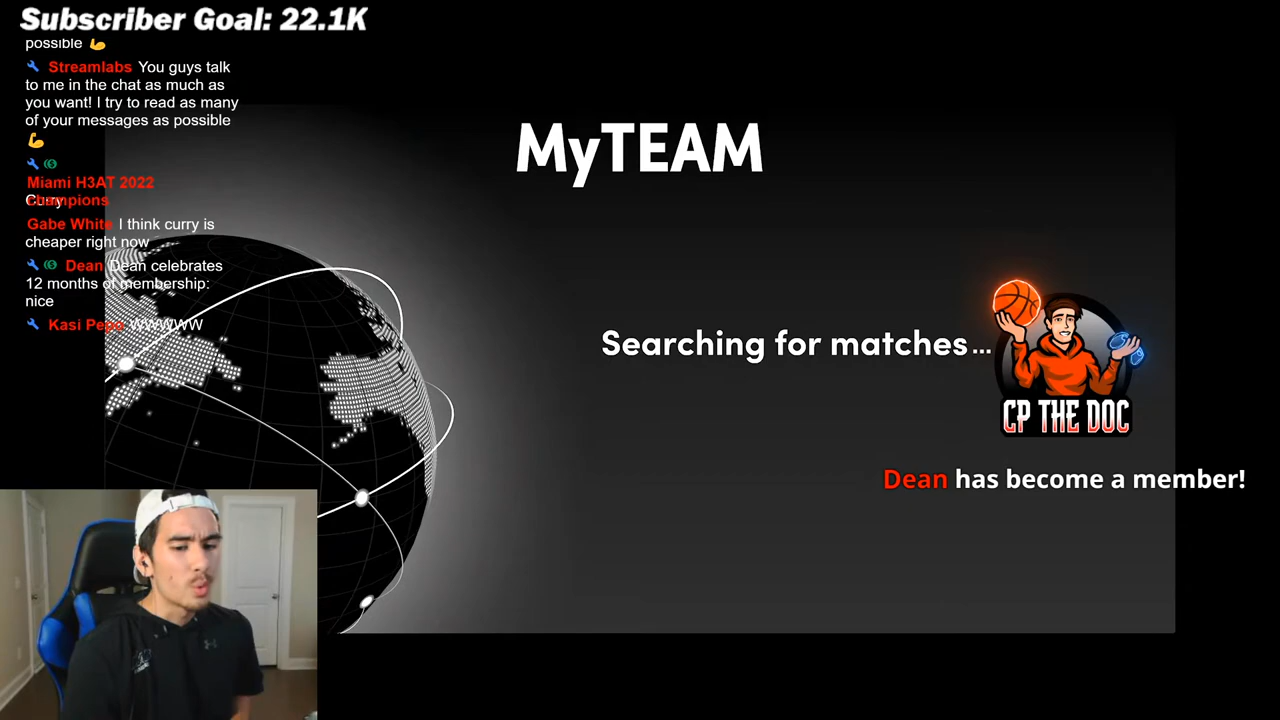 Subscriber Goal: 22.1K
possible 💪
Streamlabs You guys talk
to me in the chat as much as
you want! I try to read as many
of your messages as possible
💪
Miami H3AT 2022
champions
Curry
Gabe White I think curry is
cheaper right now
Dean Dean celebrates
12 months of membership:
nice
Kasi Pepo WWWWW
MyTEAM
Searching for matches...
CP THE DOC
Dean has become a member!